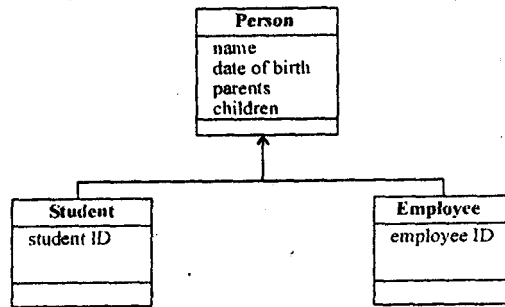 Person
name
date of birth
parents
children
Student
student ID
Employee
employee ID